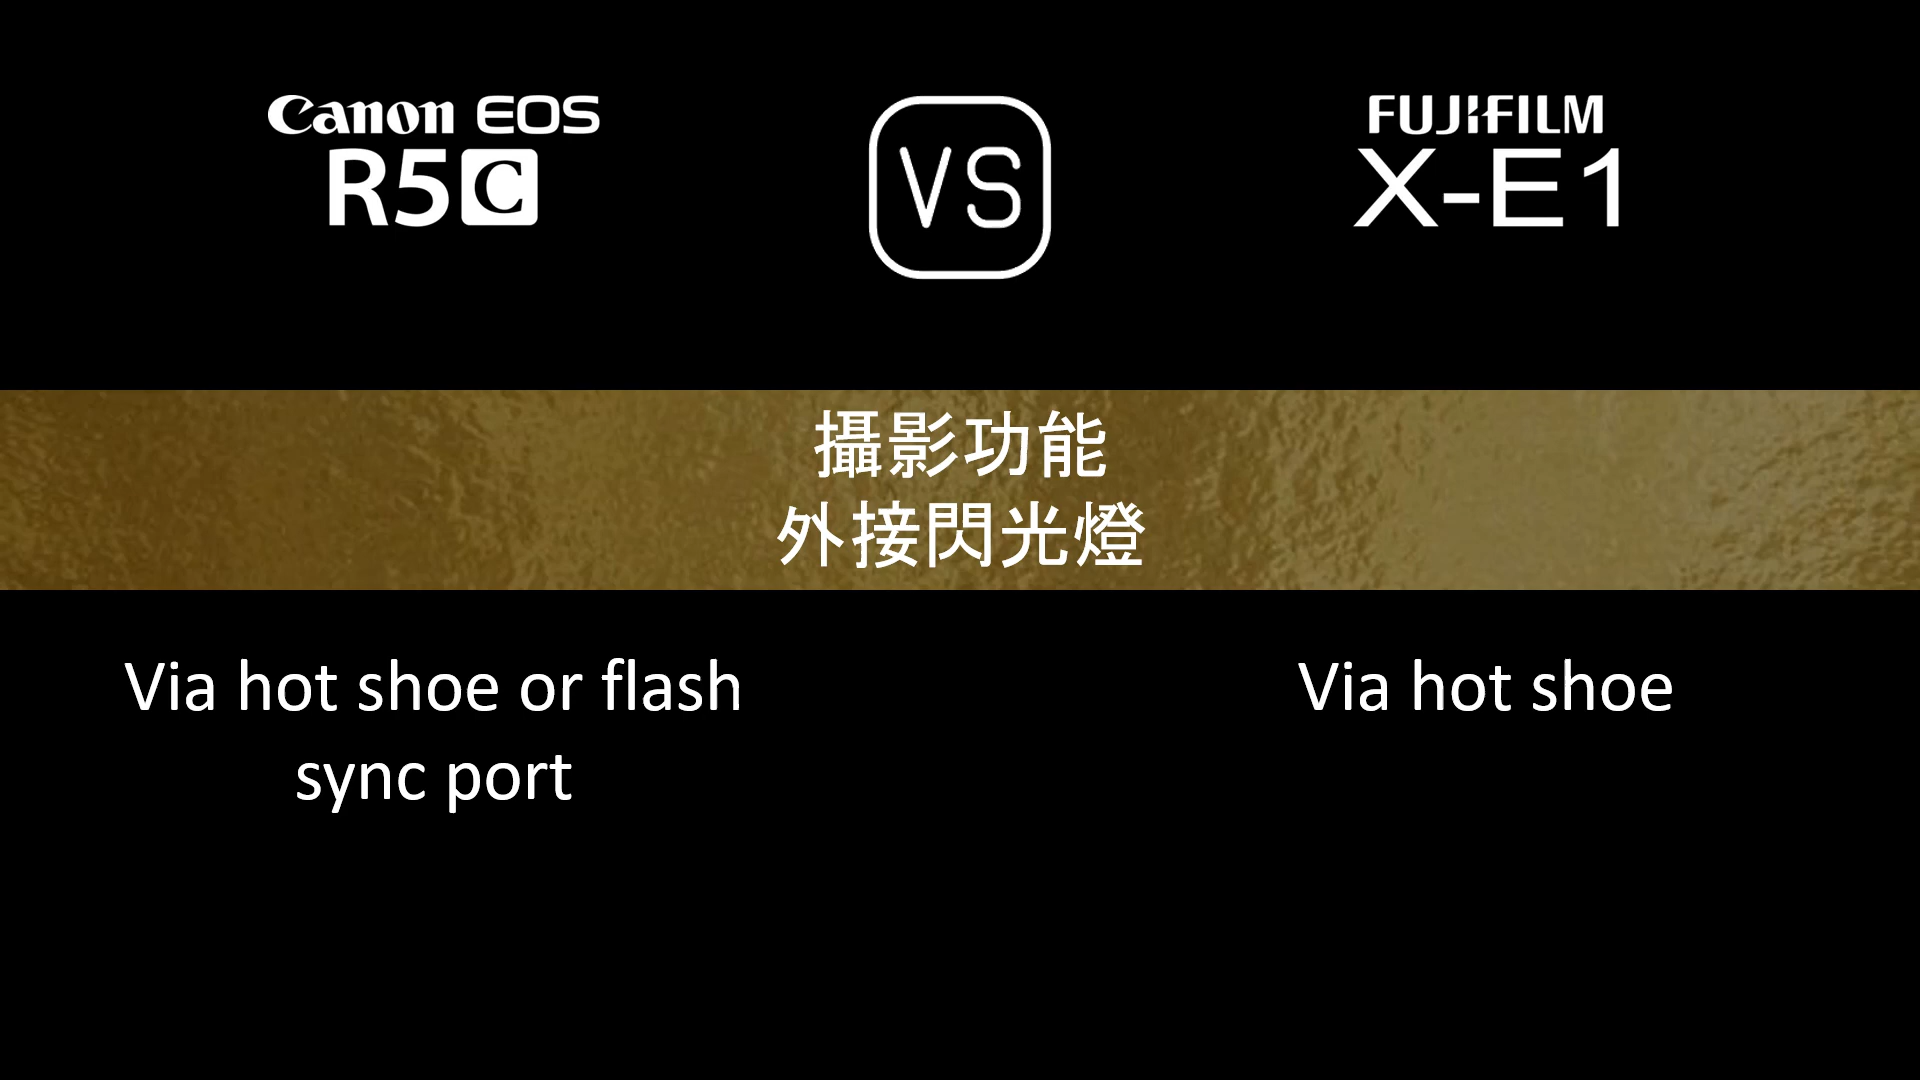 Canon EOS
R5 C
VS
FUJIFILM
X-E1
攝影功能
外接閃光燈
Via hot shoe or flash
sync port
Via hot shoe